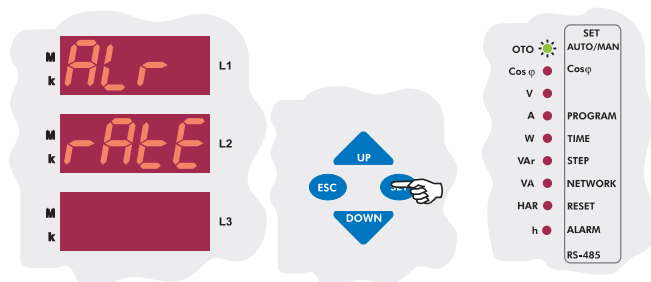 M
ALr
L1
k
M
rAtE
L2
k
M
L3
k
UP
ESC
SET
DOWN
SET
OTO
AUTO/MAN
Cos φ
Cosφ
V
A
PROGRAM
W
TIME
VAr
STEP
VA
NETWORK
HAR
RESET
h
ALARM
RS-485